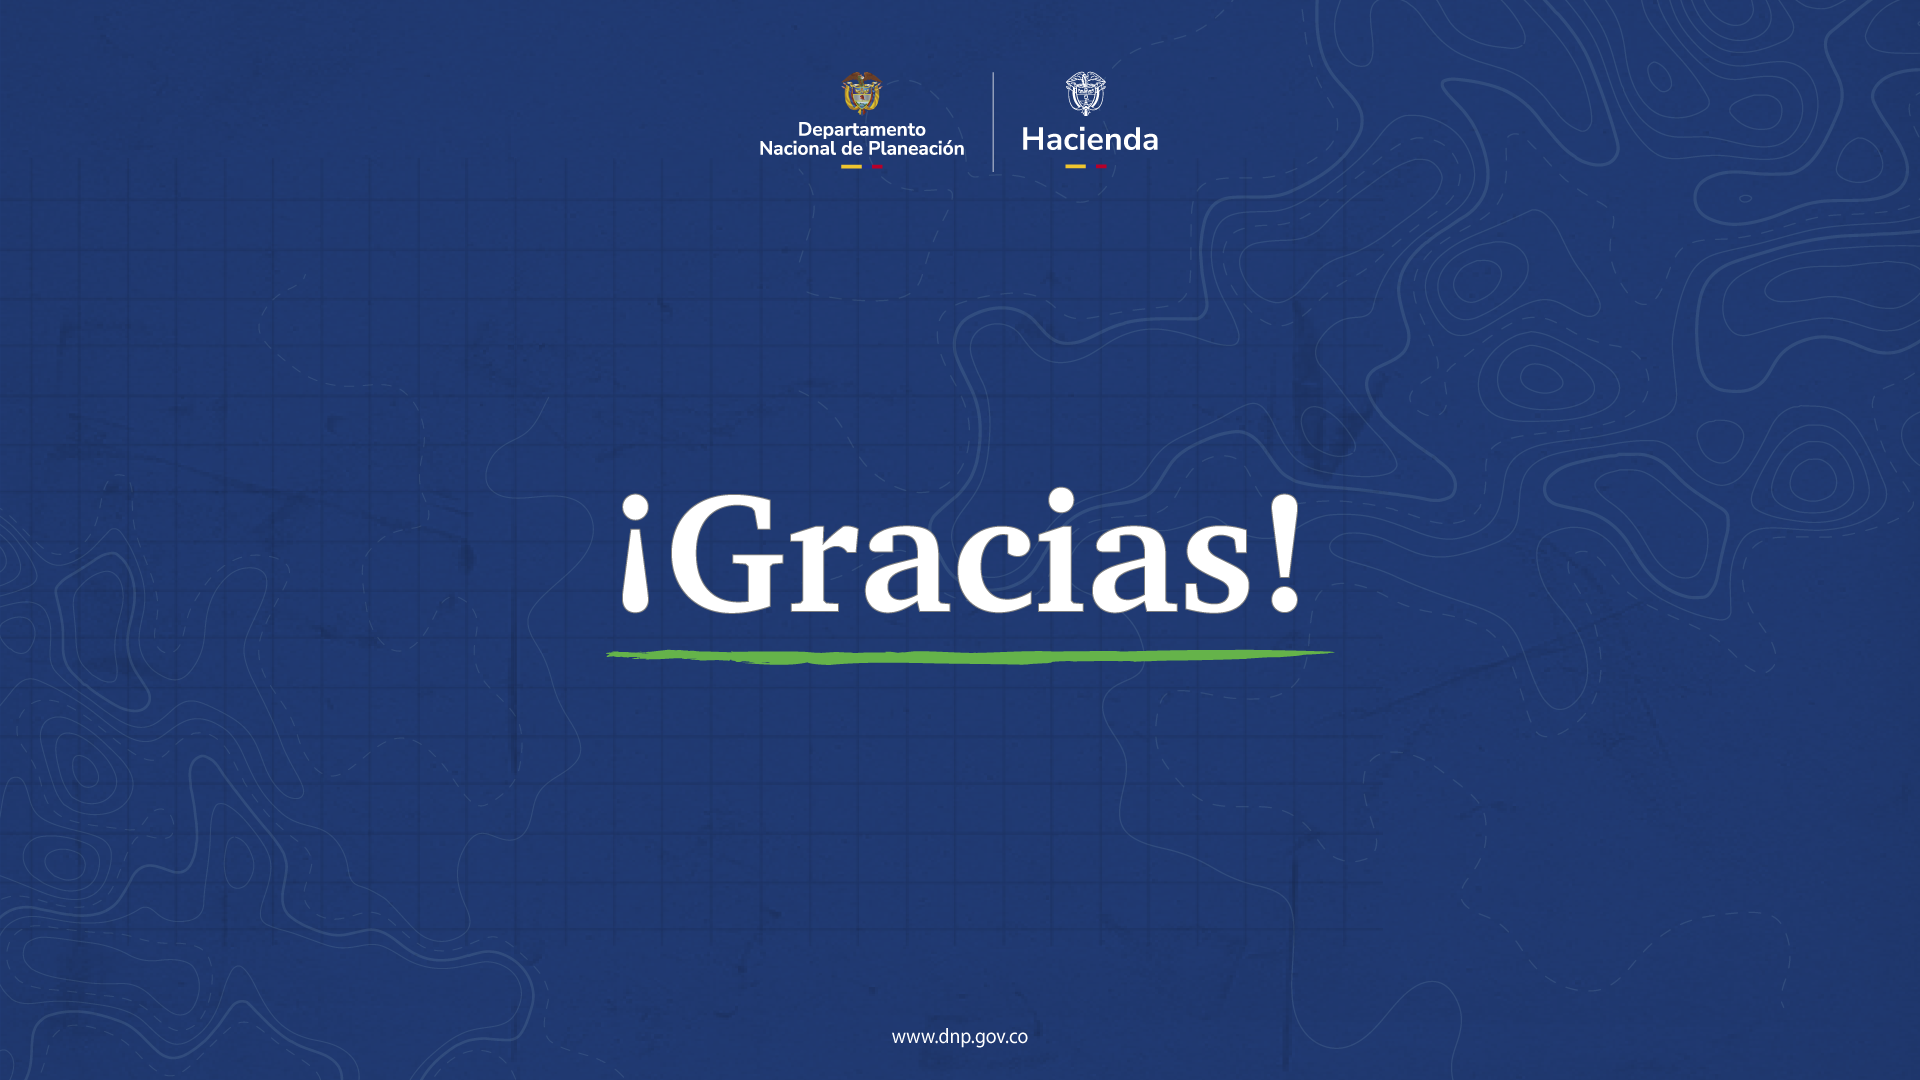 Departamento
Nacional de Planeación
Hacienda
¡Gracias!
www.dnp.gov.co